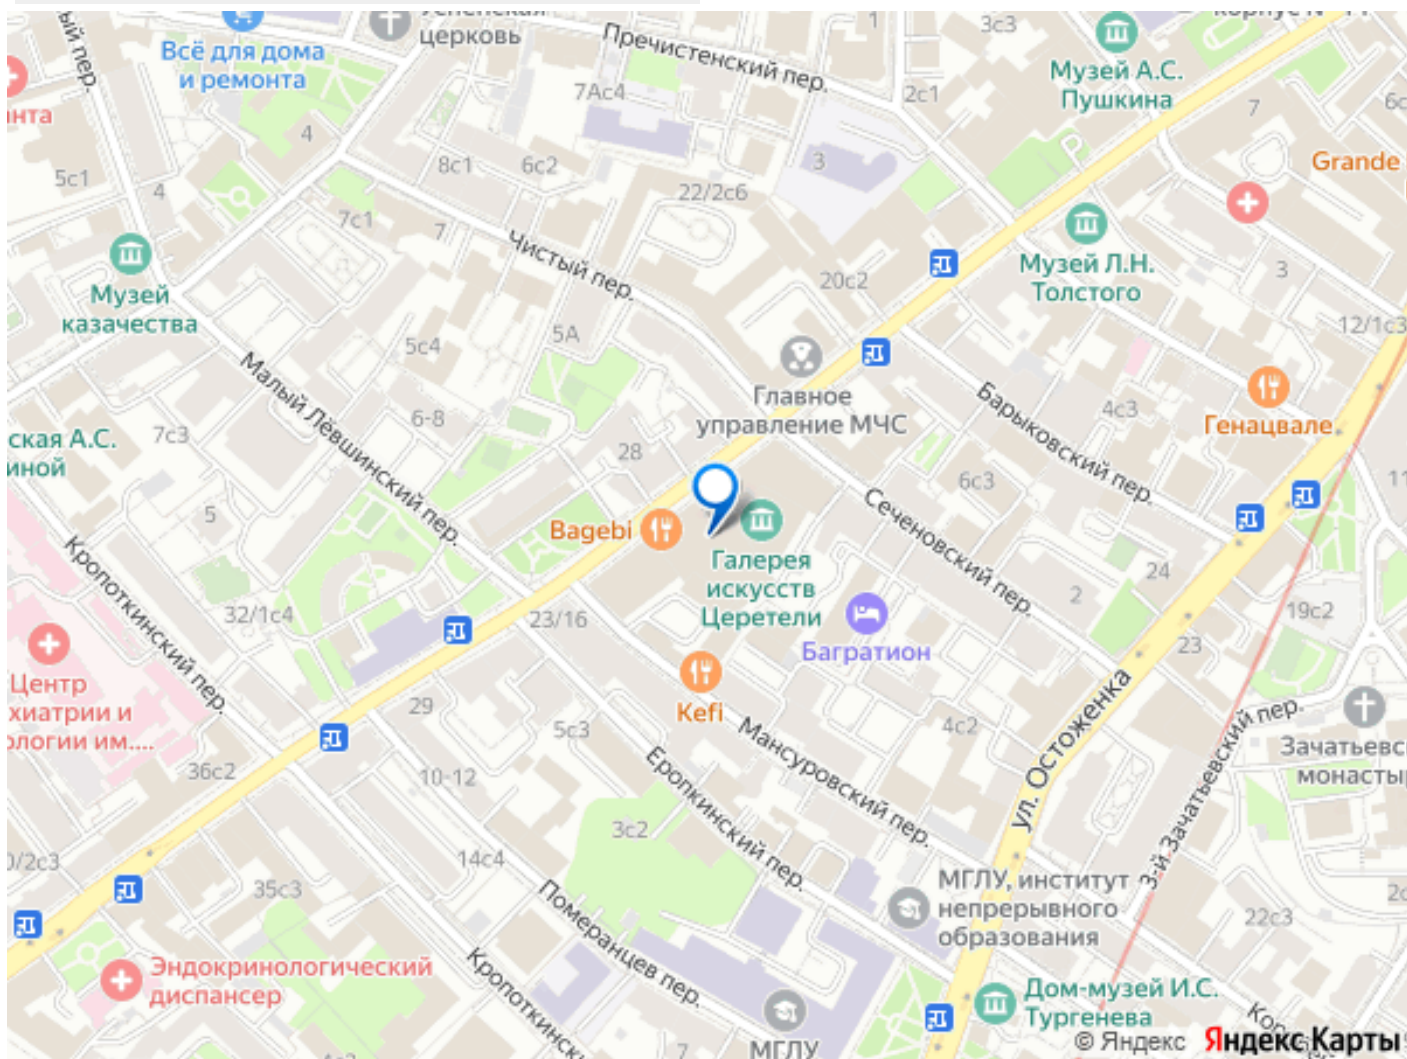 церковь
Всё для дома
и ремонта
Пречистенский пер.
3с3
1
Музей А.С.
Пушкина
7Ас4
2с1
7
4
8с1
6с2
3
5с1
4
22/2с6
Grande
7с1
7
Чистый пер.
Музей Л.Н.
Толстого
3
20с2
Музей
казачества
12/1с3
5А
5с4
Главное
управление МЧС
Малый Лёвшинский пер.
6-8
Барыковский пер.
4с3
Генацвале
7с3
28
6с3
Сеченовский пер.
5
Bagebi
Галерея
искусств
Церетели
Кропоткинский пер.
24
2
19с2
32/1с4
23/16
Багратион
23
Центр
Kefi
29
5с3
4с2
ул. Остоженка
3-й Зачатьевский пер.
Мансуровский пер.
36с2
10-12
Еропкинский пер.
3с2
14с4
35с3
МГЛУ, институт
непрерывного
образования
22с3
Померанцев пер.
Эндокринологический
диспансер
Дом-музей И.С.
Тургенева
7
МГЛУ
© Яндекс Яндекс Карты